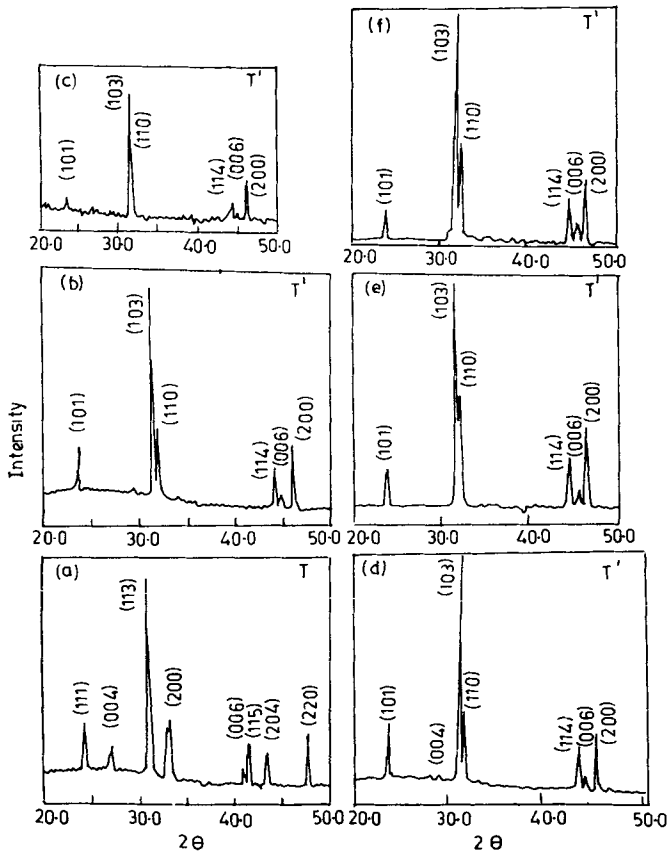 (c) T'
(103)
(110)
(101)
(114)
(006)
(200)
20·0 30·0 40·0 50·0
(f) T'
(103)
(110)
(101)
(114)
(006)
(200)
20·0 30·0 40·0 50·0
(b) T'
(103)
(110)
(101)
(114)
(006)
(200)
20·0 30·0 40·0 50·0
Intensity
(e) T'
(103)
(110)
(101)
(114)
(006)
(200)
20·0 30·0 40·0 50·0
(a) T
(111)
(004)
(113)
(200)
(006)
(115)
(204)
(220)
20·0 30·0 40·0 50·0
2θ
(d) T'
(103)
(110)
(101)
(004)
(114)
(006)
(200)
20·0 30·0 40·0 50·0
2θ